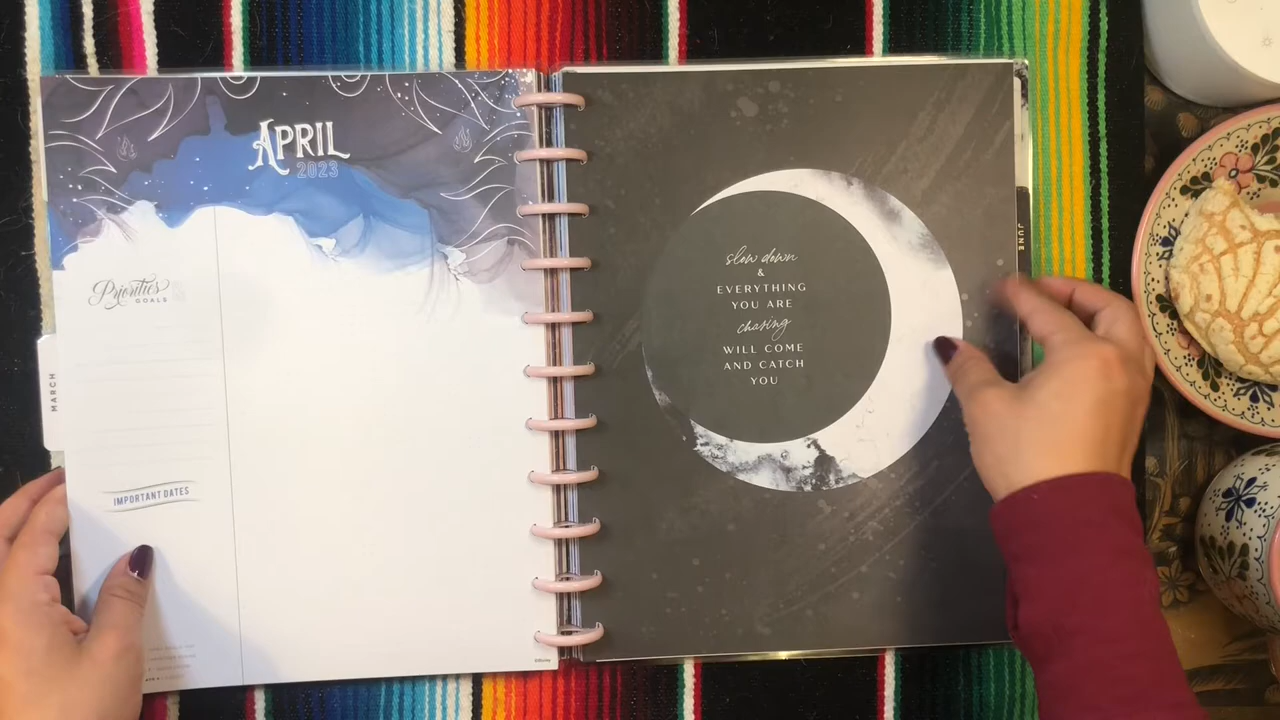 APRIL
2023
Priorities
GOALS
IMPORTANT DATES
MARCH
©Disney
slow down
&
EVERYTHING
YOU ARE
chasing
WILL COME
AND CATCH
YOU
JUNE